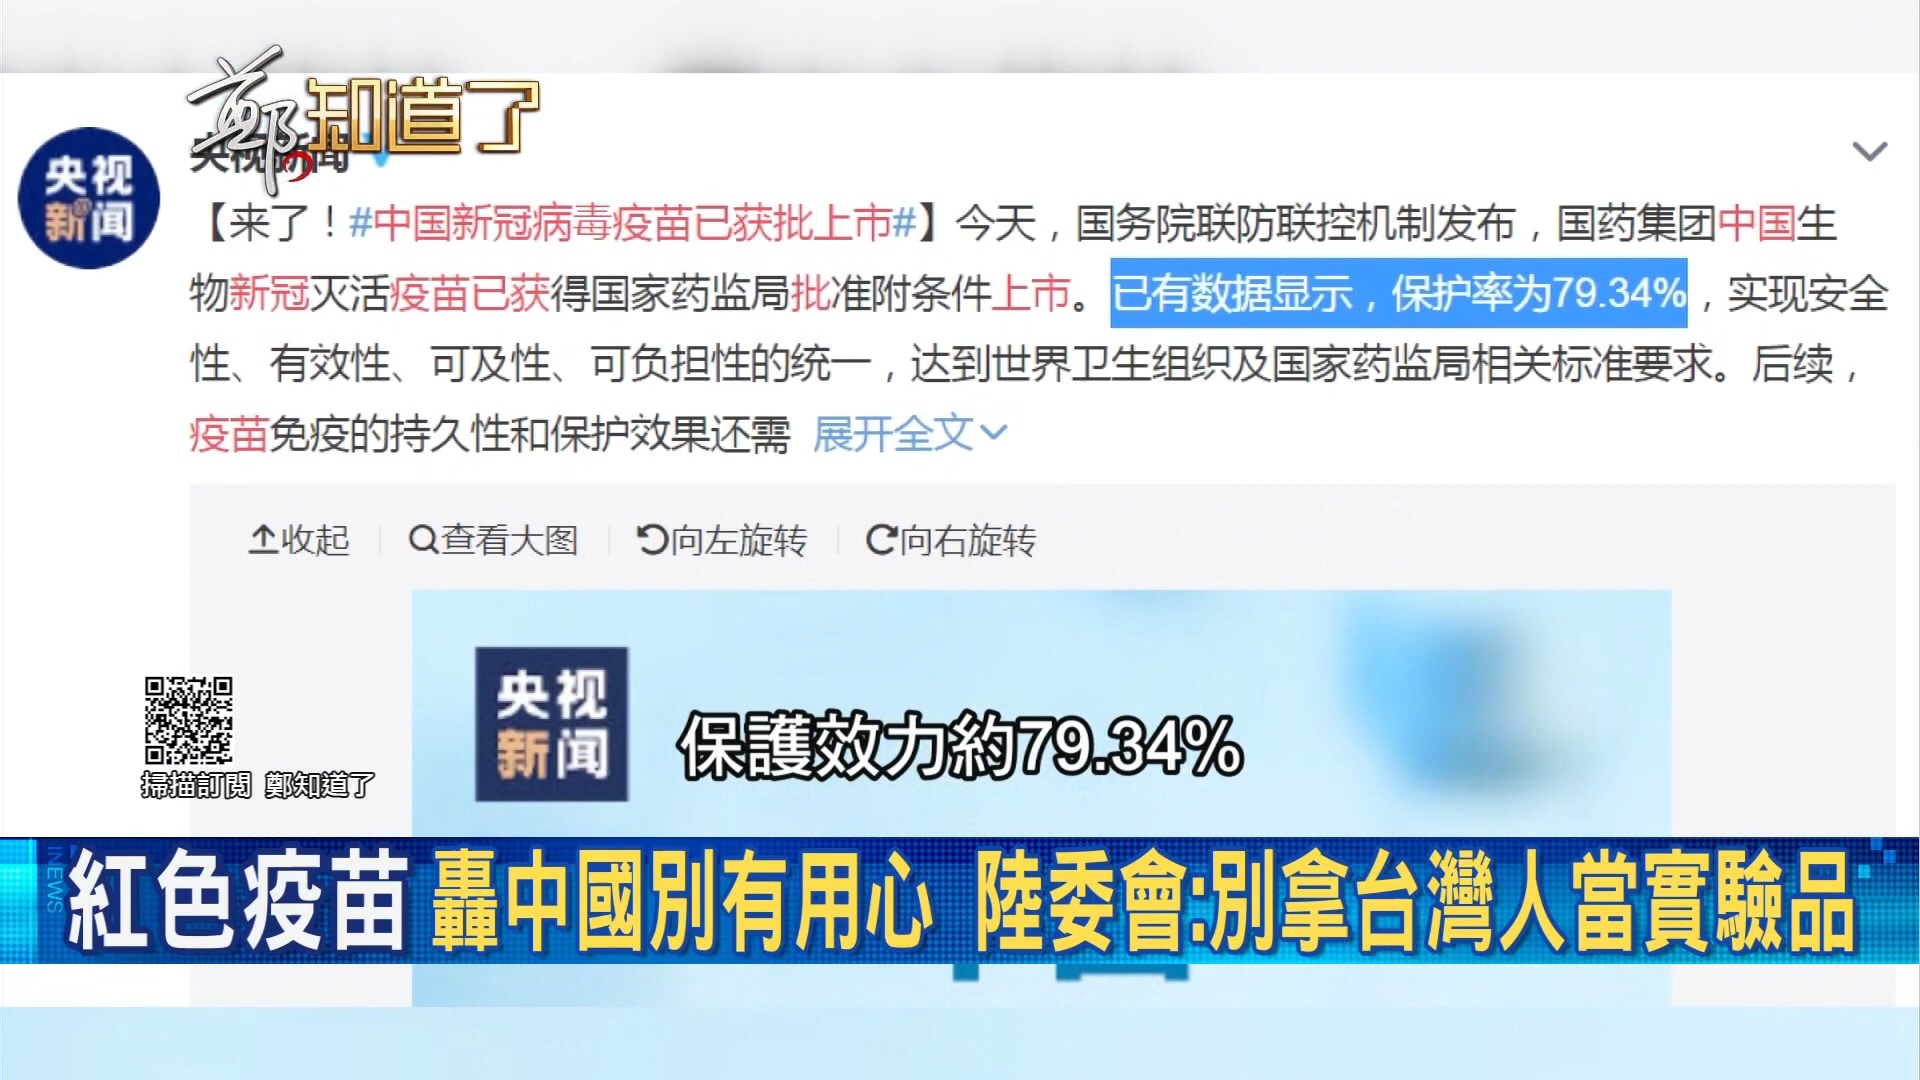 鄭知道了
央视新闻
央视
新闻
【来了！#中国新冠病毒疫苗已获批上市#】今天，国务院联防联控机制发布，国药集团中国生
物新冠灭活疫苗已获得国家药监局批准附条件上市。已有数据显示，保护率为79.34%，实现安全
性、有效性、可及性、可负担性的统一，达到世界卫生组织及国家药监局相关标准要求。后续，
疫苗免疫的持久性和保护效果还需 展开全文
收起 查看大图 向左旋转 向右旋转
央视
新闻
保護效力約79.34%
掃描訂閱 鄭知道了
NEWS
紅色疫苗 轟中國別有用心 陸委會:別拿台灣人當實驗品